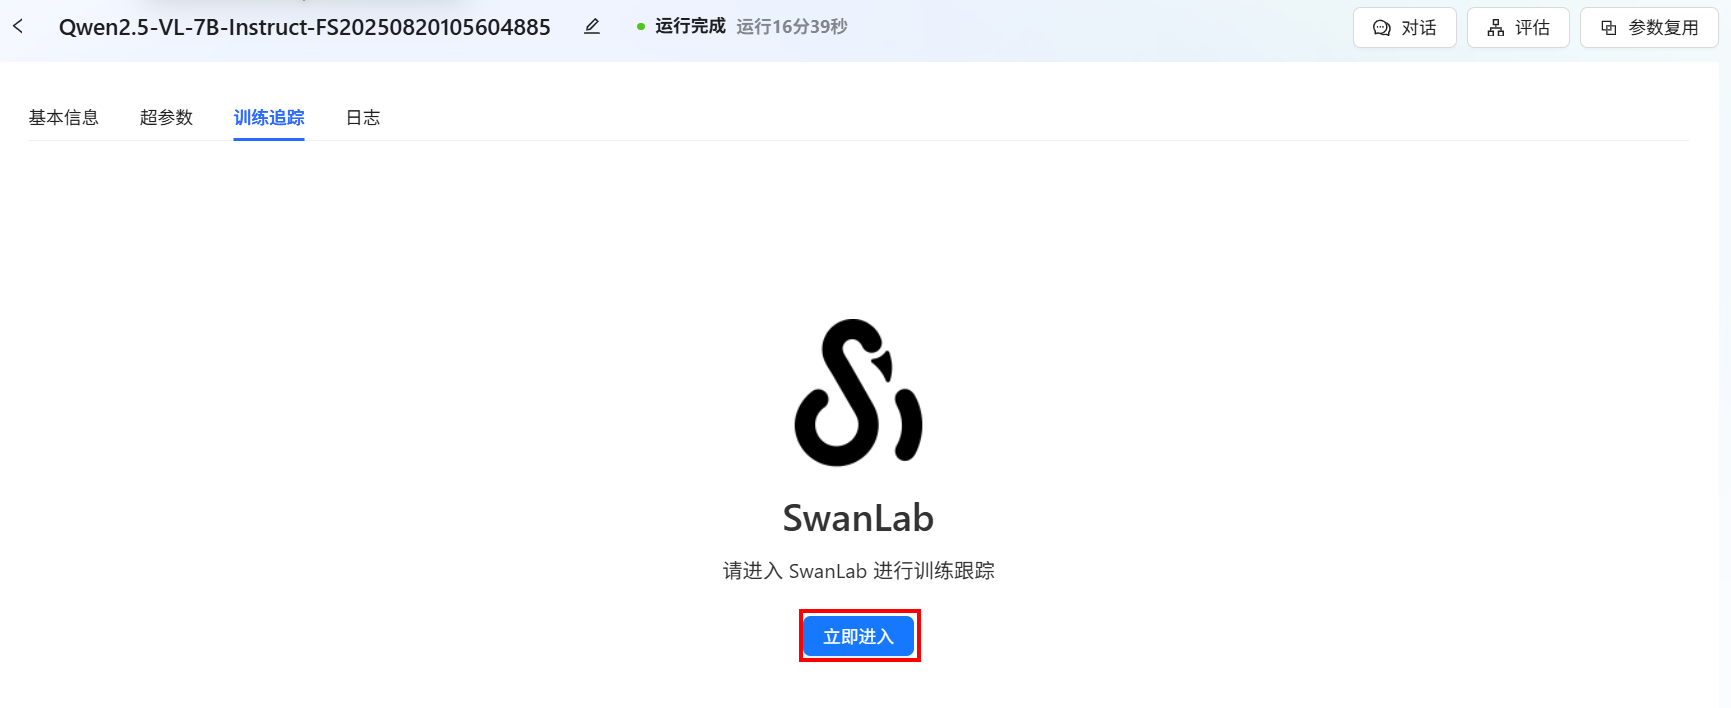 Qwen2.5-VL-7B-Instruct-FS20250820105604885 运行完成 运行16分39秒 对话 评估 参数复用
基本信息 超参数 训练追踪 日志
SwanLab
请进入 SwanLab 进行训练跟踪
立即进入